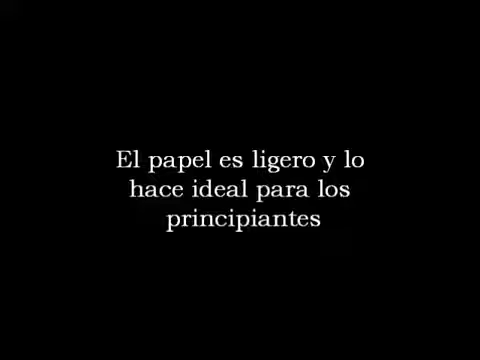 El papel es ligero y lo
hace ideal para los
principiantes